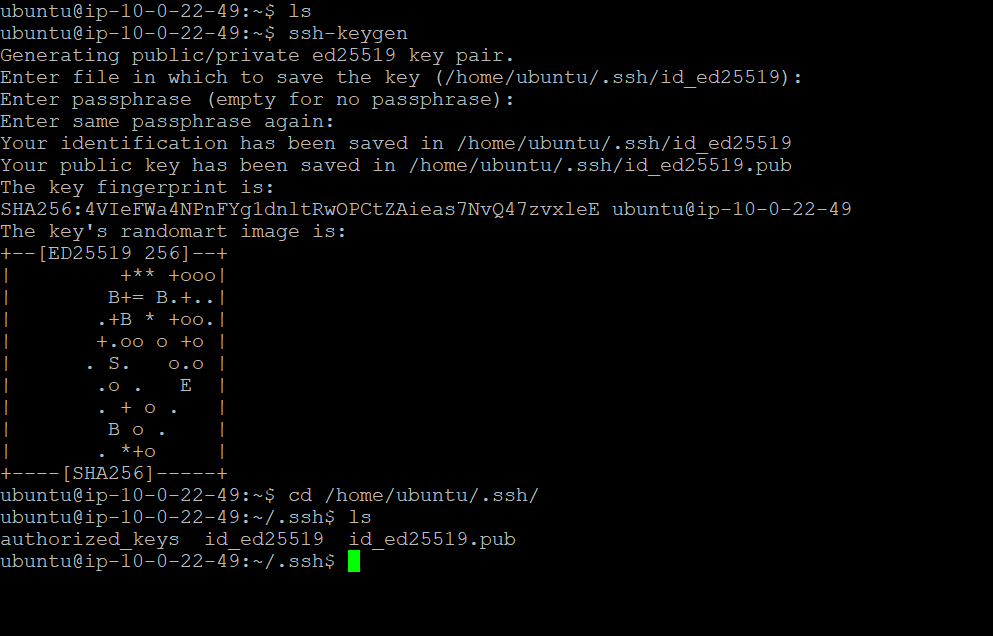 ubuntu@ip-10-0-22-49:~$ ls
ubuntu@ip-10-0-22-49:~$ ssh-keygen
Generating public/private ed25519 key pair.
Enter file in which to save the key (/home/ubuntu/.ssh/id_ed25519):
Enter passphrase (empty for no passphrase):
Enter same passphrase again:
Your identification has been saved in /home/ubuntu/.ssh/id_ed25519
Your public key has been saved in /home/ubuntu/.ssh/id_ed25519.pub
The key fingerprint is:
SHA256:4VIeFWa4NPnFYg1dnltRwOPCtZAieas7NvQ47zvxleE ubuntu@ip-10-0-22-49
The key's randomart image is:
+--[ED25519 256]--+
|         +** +ooo|
|        B+= B.+..|
|       .+B * +oo.|
|       +.oo o +o |
|      . S.   o.o |
|       .o .   E  |
|       . + o .   |
|        B o .    |
|       . *+o     |
+----[SHA256]-----+
ubuntu@ip-10-0-22-49:~$ cd /home/ubuntu/.ssh/
ubuntu@ip-10-0-22-49:~/.ssh$ ls
authorized_keys  id_ed25519  id_ed25519.pub
ubuntu@ip-10-0-22-49:~/.ssh$